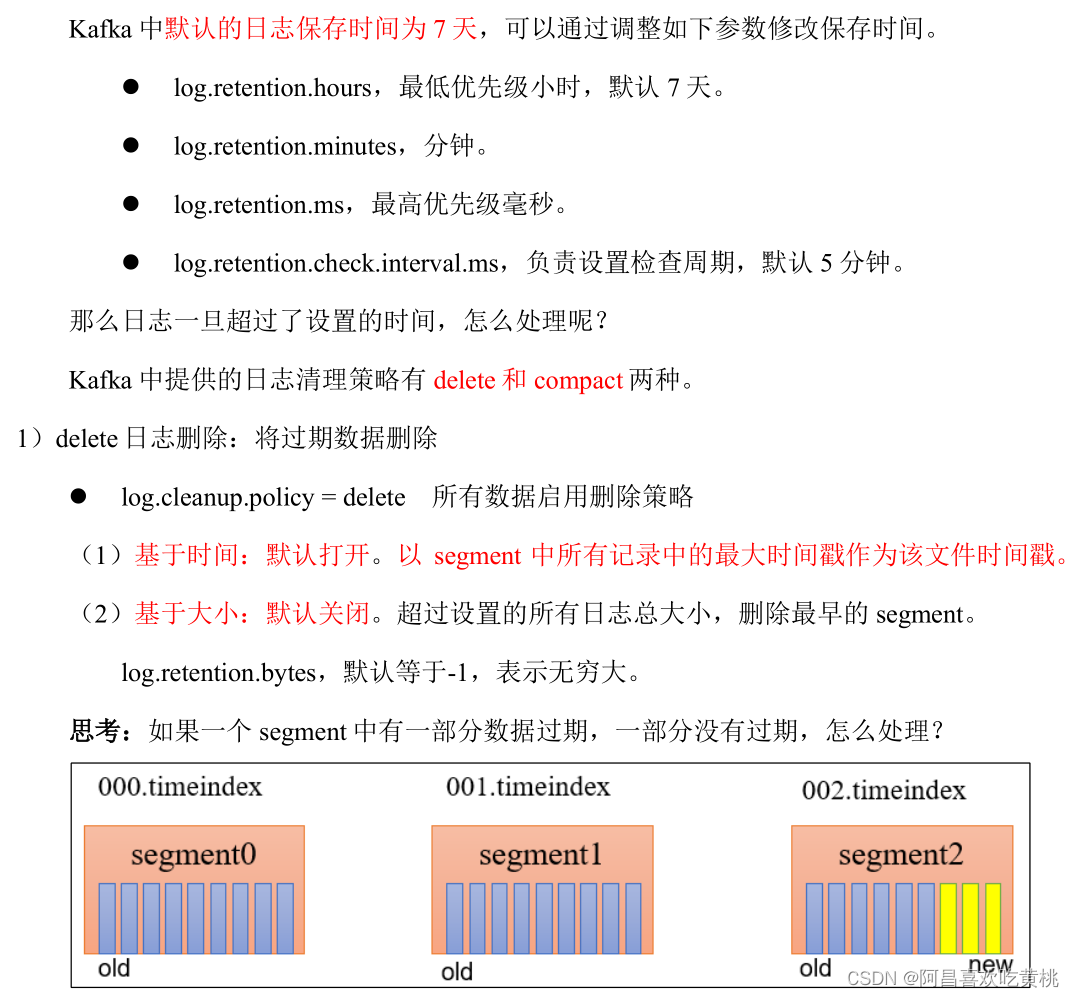 Kafka 中默认的日志保存时间为 7 天，可以通过调整如下参数修改保存时间。
● log.retention.hours，最低优先级小时，默认 7 天。
● log.retention.minutes，分钟。
● log.retention.ms，最高优先级毫秒。
● log.retention.check.interval.ms，负责设置检查周期，默认 5 分钟。
那么日志一旦超过了设置的时间，怎么处理呢？
Kafka 中提供的日志清理策略有 delete 和 compact 两种。
1）delete 日志删除：将过期数据删除
● log.cleanup.policy = delete 所有数据启用删除策略
（1）基于时间：默认打开。以 segment 中所有记录中的最大时间戳作为该文件时间戳。
（2）基于大小：默认关闭。超过设置的所有日志总大小，删除最早的 segment。
log.retention.bytes，默认等于-1，表示无穷大。
思考：如果一个 segment 中有一部分数据过期，一部分没有过期，怎么处理？
000.timeindex 001.timeindex 002.timeindex
segment0 segment1 segment2
old old old new
CSDN @阿昌喜欢吃黄桃